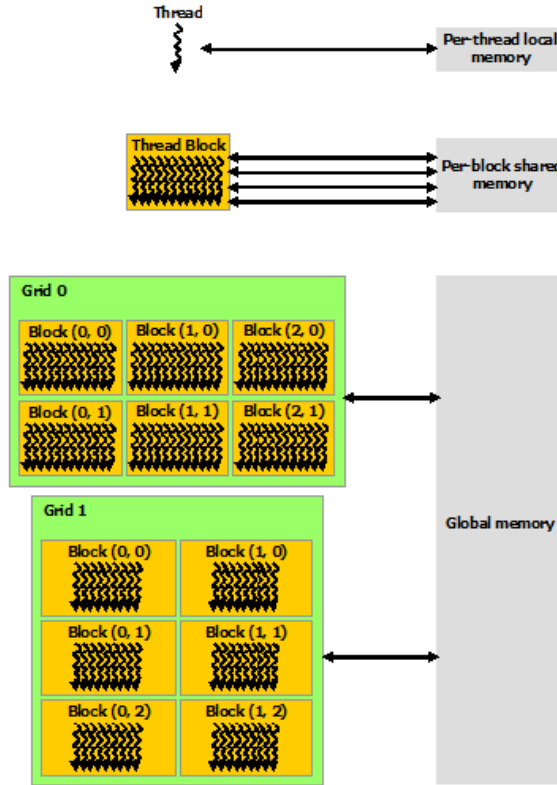 Thread
Per-thread local
memory
Thread Block
Per-block shared
memory
Grid 0
Block (0, 0) Block (1, 0) Block (2, 0)
Block (0, 1) Block (1, 1) Block (2, 1)
Grid 1
Block (0, 0) Block (1, 0)
Global memory
Block (0, 1) Block (1, 1)
Block (0, 2) Block (1, 2)